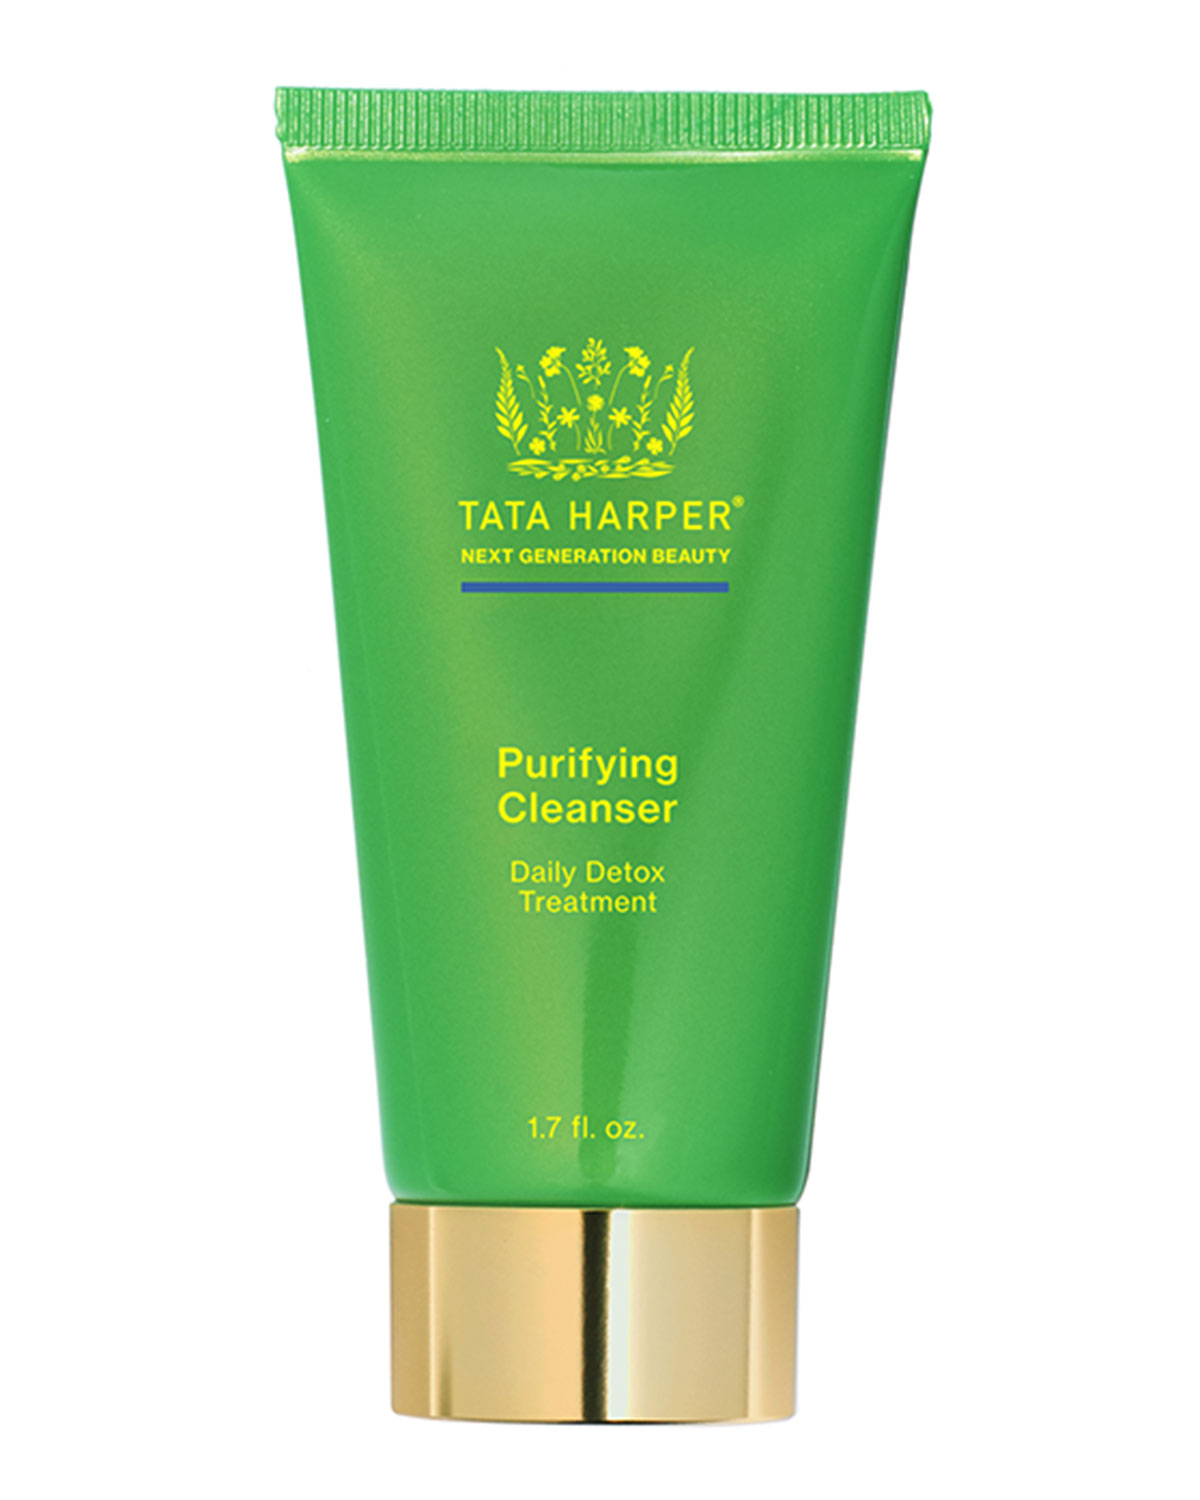 TATA HARPER®
NEXT GENERATION BEAUTY
Purifying
Cleanser
Daily Detox
Treatment
1.7 fl. oz.